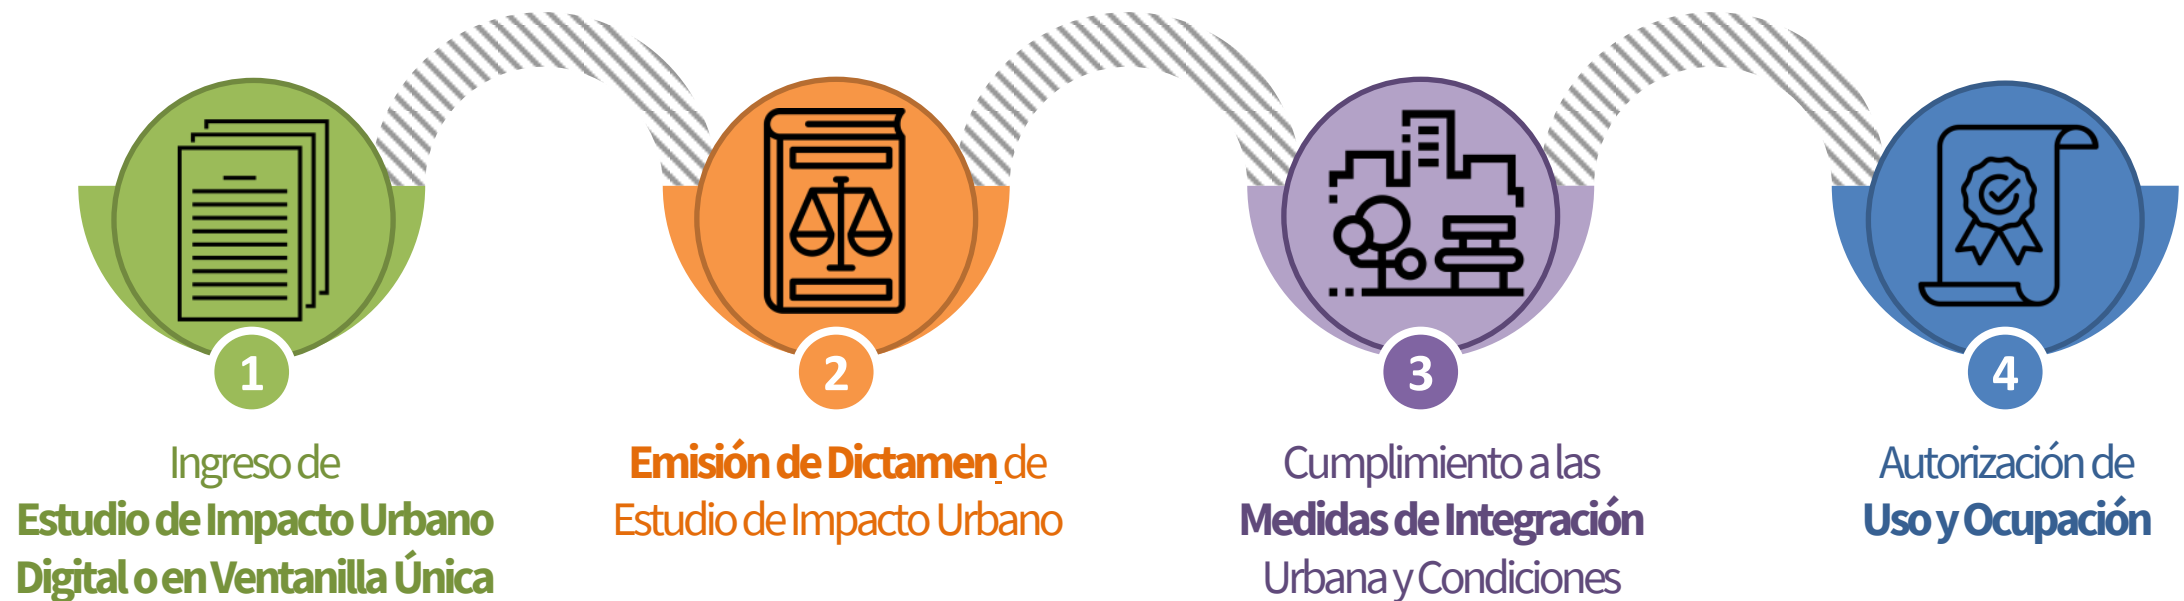 1
Ingreso de
Estudio de Impacto Urbano
Digital o en Ventanilla Única
2
Emisión de Dictamen de
Estudio de Impacto Urbano
3
Cumplimiento a las
Medidas de Integración
Urbana y Condiciones
4
Autorización de
Uso y Ocupación